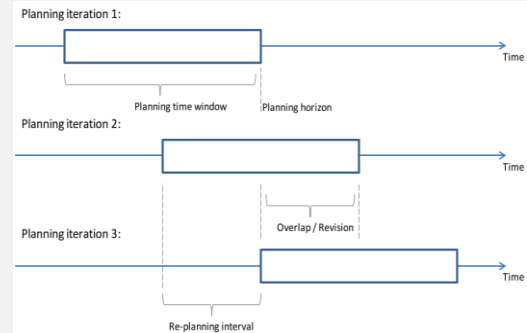 Planning iteration 1:
Time
Planning time window
Planning horizon
Planning iteration 2:
Time
Overlap / Revision
Planning iteration 3:
Time
Re-planning interval